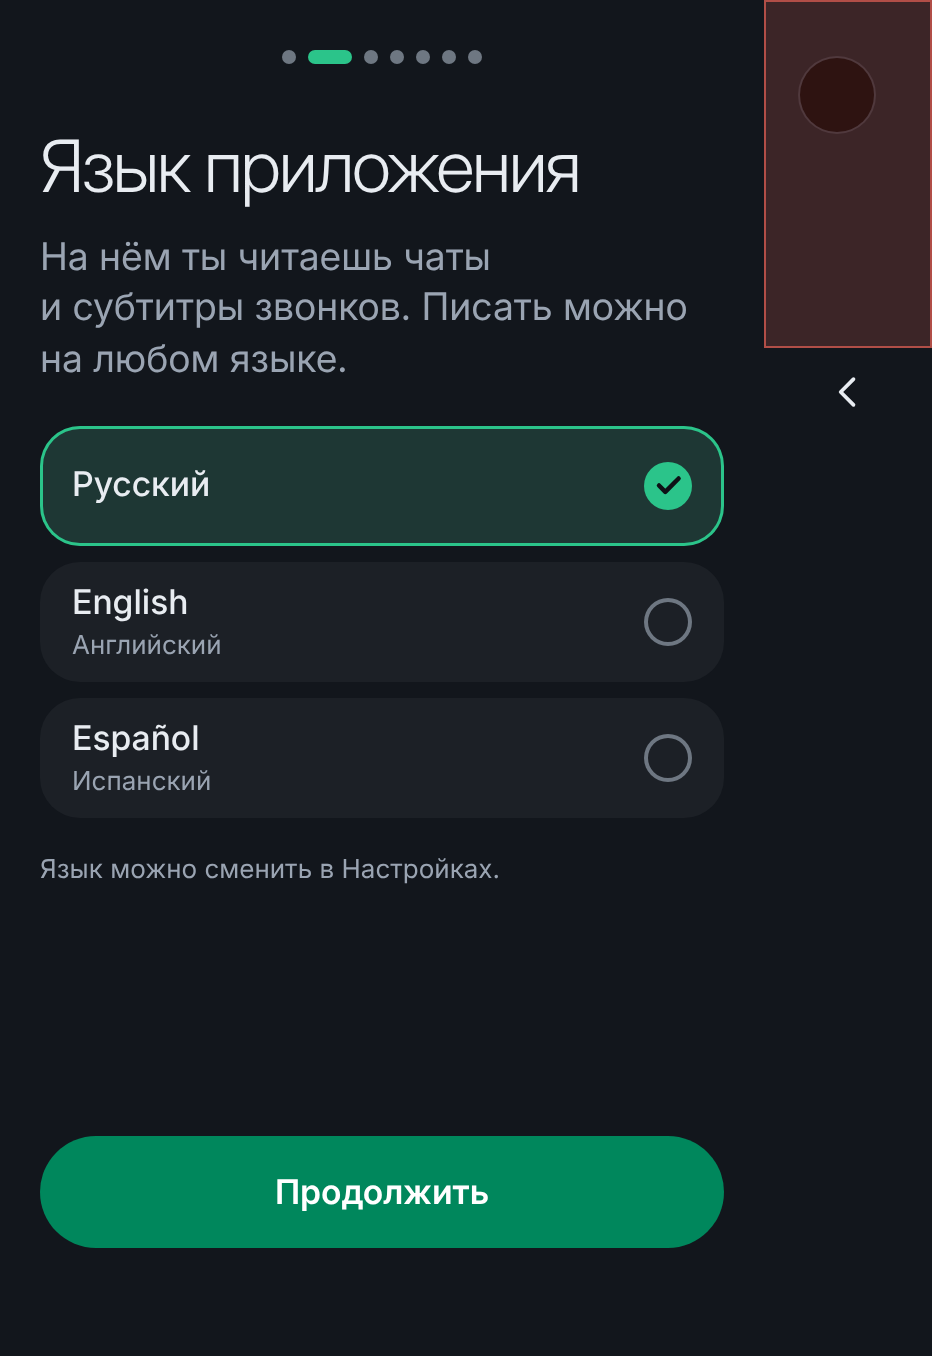 Язык приложения
На нём ты читаешь чаты
и субтитры звонков. Писать можно
на любом языке.
Русский
English
Английский
Español
Испанский
Язык можно сменить в Настройках.
Продолжить